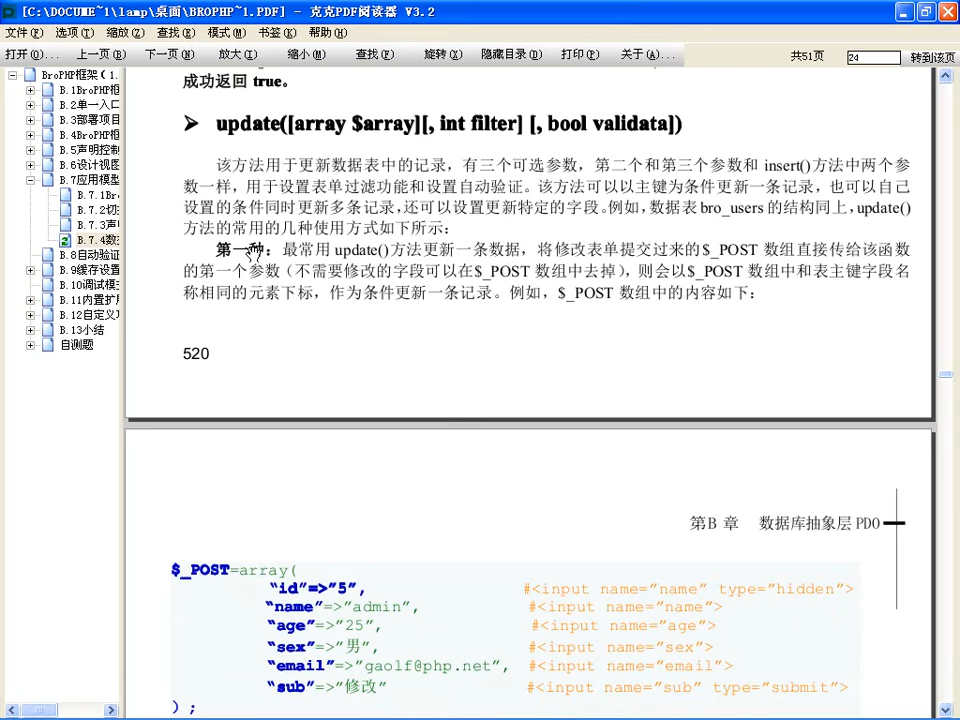 [C:\DOCUME~1\lamp\桌面\BROPHP~1.PDF] - 克克PDF阅读器 V3.2
文件(F) 选项(T) 缩放(Z) 查找(E) 模式(M) 书签(K) 帮助(H)
打开(O)... 上一页(B) 下一页(N) 放大(I) 缩小(M) 查找(F) 旋转(X) 隐藏目录(D) 打印(P) 关于(A)... 共51页 24 转到该页
BroPHP框架( 1.
B.1BroPHP框
B.2单一入口
B.3部署项目
B.4BroPHP框
B.5声明控制
B.6设计视图
B.7应用模型
B.7.1Br
B.7.2切
B.7.3声
B.7.4数
B.8自动验证
B.9缓存设置
B.10调试模
B.11内置扩
B.12自定义
B.13小结
自测题
成功返回 true。
➢ update([array $array][, int filter] [, bool validata])
该方法用于更新数据表中的记录，有三个可选参数，第二个和第三个参数和 insert()方法中两个参
数一样，用于设置表单过滤功能和设置自动验证。该方法可以以主键为条件更新一条记录，也可以自己
设置的条件同时更新多条记录，还可以设置更新特定的字段。例如，数据表 bro_users 的结构同上，update()
方法的常用的几种使用方式如下所示：
第一种：最常用 update()方法更新一条数据，将修改表单提交过来的$_POST 数组直接传给该函数
的第一个参数（不需要修改的字段可以在$_POST 数组中去掉），则会以$_POST 数组中和表主键字段名
称相同的元素下标，作为条件更新一条记录。例如，$_POST 数组中的内容如下：
520
第B 章 数据库抽象层 PDO
$_POST=array(
“id”=>”5”, #<input name=”name” type=”hidden”>
“name”=>”admin”, #<input name=”name”>
“age”=>”25”, #<input name=”age”>
“sex”=>”男”, #<input name=”sex”>
“email”=>”gaolf@php.net”, #<input name=”email”>
“sub”=>”修改” #<input name=”sub” type=”submit”>
);